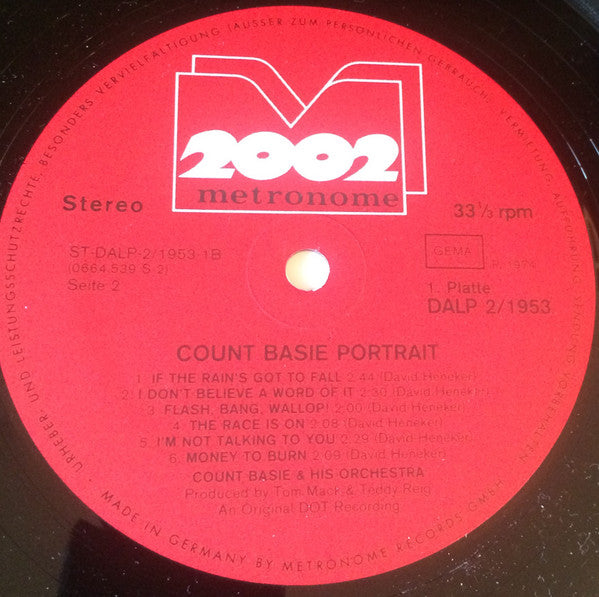 URHEBER- UND LEISTUNGSSCHUTZRECHTE, BESONDERS VERVIELFÄLTIGUNG (AUSSER ZUM PERSÖNLICHEN GEBRAUCH), VERMIETUNG, AUFFÜHRUNG, SENDUNG VORBEHALTEN
2002
metronome
Stereo
33 1/3 rpm
ST-DALP-2/1953-1B
(0664.539 S 2)
Seite 2
GEMA
P. 1974
1. Platte
DALP 2/1953
COUNT BASIE PORTRAIT
1. IF THE RAIN'S GOT TO FALL 2:44 (David Heneker)
2. I DON'T BELIEVE A WORD OF IT 2:30 (David Heneker)
3. FLASH, BANG, WALLOP! 2:00 (David Heneker)
4. THE RACE IS ON 2:08 (David Heneker)
5. I'M NOT TALKING TO YOU 2:29 (David Heneker)
6. MONEY TO BURN 2:09 (David Heneker)
COUNT BASIE & HIS ORCHESTRA
Produced by Tom Mack & Teddy Reig
An Original DOT Recording
MADE IN GERMANY BY METRONOME RECORDS GMBH